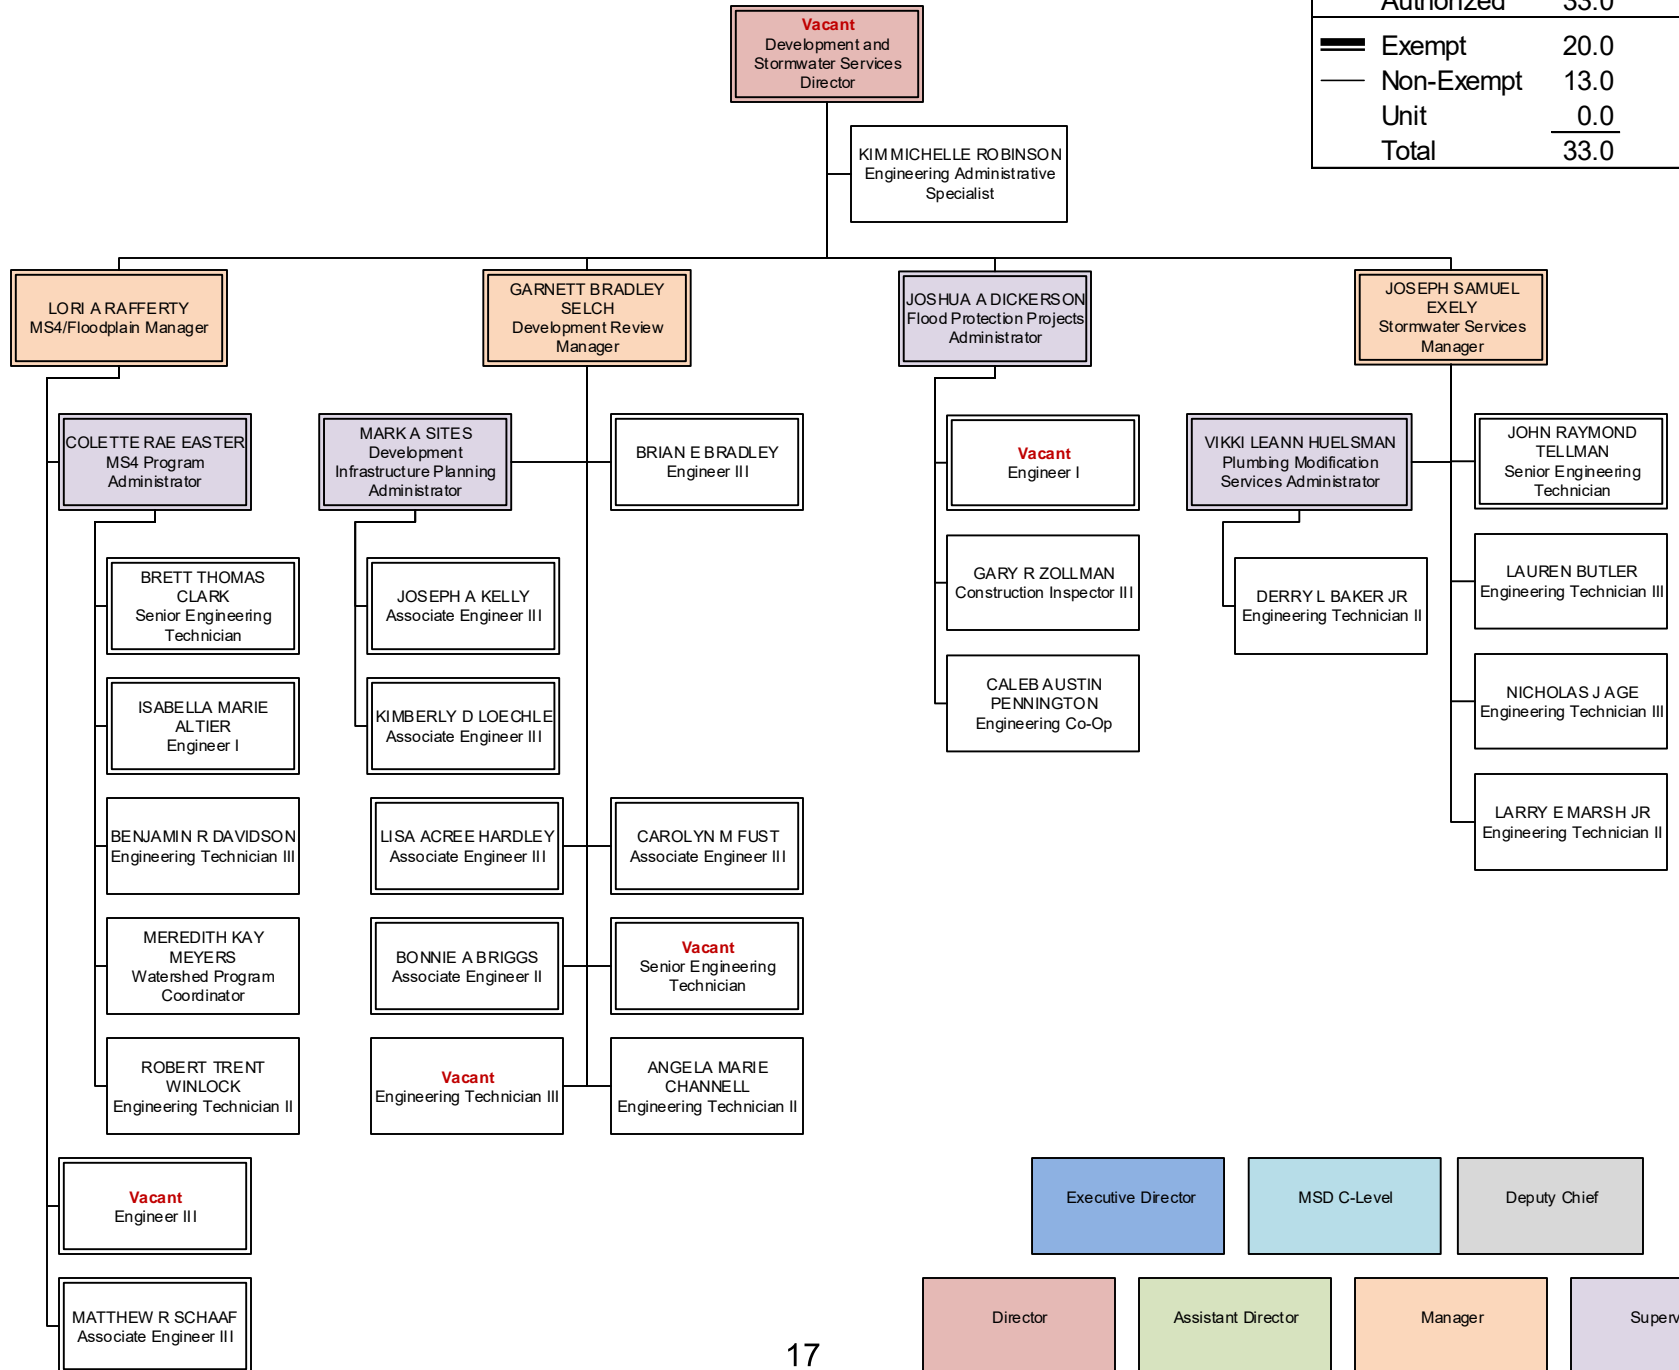 Authorized 33.0
Exempt 20.0
Non-Exempt 13.0
Unit 0.0
Total 33.0
Vacant
Development and
Stormwater Services
Director
KIM MICHELLE ROBINSON
Engineering Administrative
Specialist
LORI A RAFFERTY
MS4/Floodplain Manager
GARNETT BRADLEY
SELCH
Development Review
Manager
JOSHUA A DICKERSON
Flood Protection Projects
Administrator
JOSEPH SAMUEL
EXELY
Stormwater Services
Manager
COLETTE RAE EASTER
MS4 Program
Administrator
MARK A SITES
Development
Infrastructure Planning
Administrator
BRIAN E BRADLEY
Engineer III
Vacant
Engineer I
VIKKI LEANN HUELSMAN
Plumbing Modification
Services Administrator
JOHN RAYMOND
TELLMAN
Senior Engineering
Technician
BRETT THOMAS
CLARK
Senior Engineering
Technician
JOSEPH A KELLY
Associate Engineer III
GARY R ZOLLMAN
Construction Inspector III
DERRY L BAKER JR
Engineering Technician II
LAUREN BUTLER
Engineering Technician III
ISABELLA MARIE
ALTIER
Engineer I
KIMBERLY D LOECHLE
Associate Engineer III
CALEB AUSTIN
PENNINGTON
Engineering Co-Op
NICHOLAS J AGE
Engineering Technician III
BENJAMIN R DAVIDSON
Engineering Technician III
LISA ACREE HARDLEY
Associate Engineer III
CAROLYN M FUST
Associate Engineer III
LARRY E MARSH JR
Engineering Technician II
MEREDITH KAY
MEYERS
Watershed Program
Coordinator
BONNIE A BRIGGS
Associate Engineer II
Vacant
Senior Engineering
Technician
ROBERT TRENT
WINLOCK
Engineering Technician II
Vacant
Engineering Technician III
ANGELA MARIE
CHANNELL
Engineering Technician II
Vacant
Engineer III
MATTHEW R SCHAAF
Associate Engineer III
Executive Director
MSD C-Level
Deputy Chief
Director
Assistant Director
Manager
Superv
17